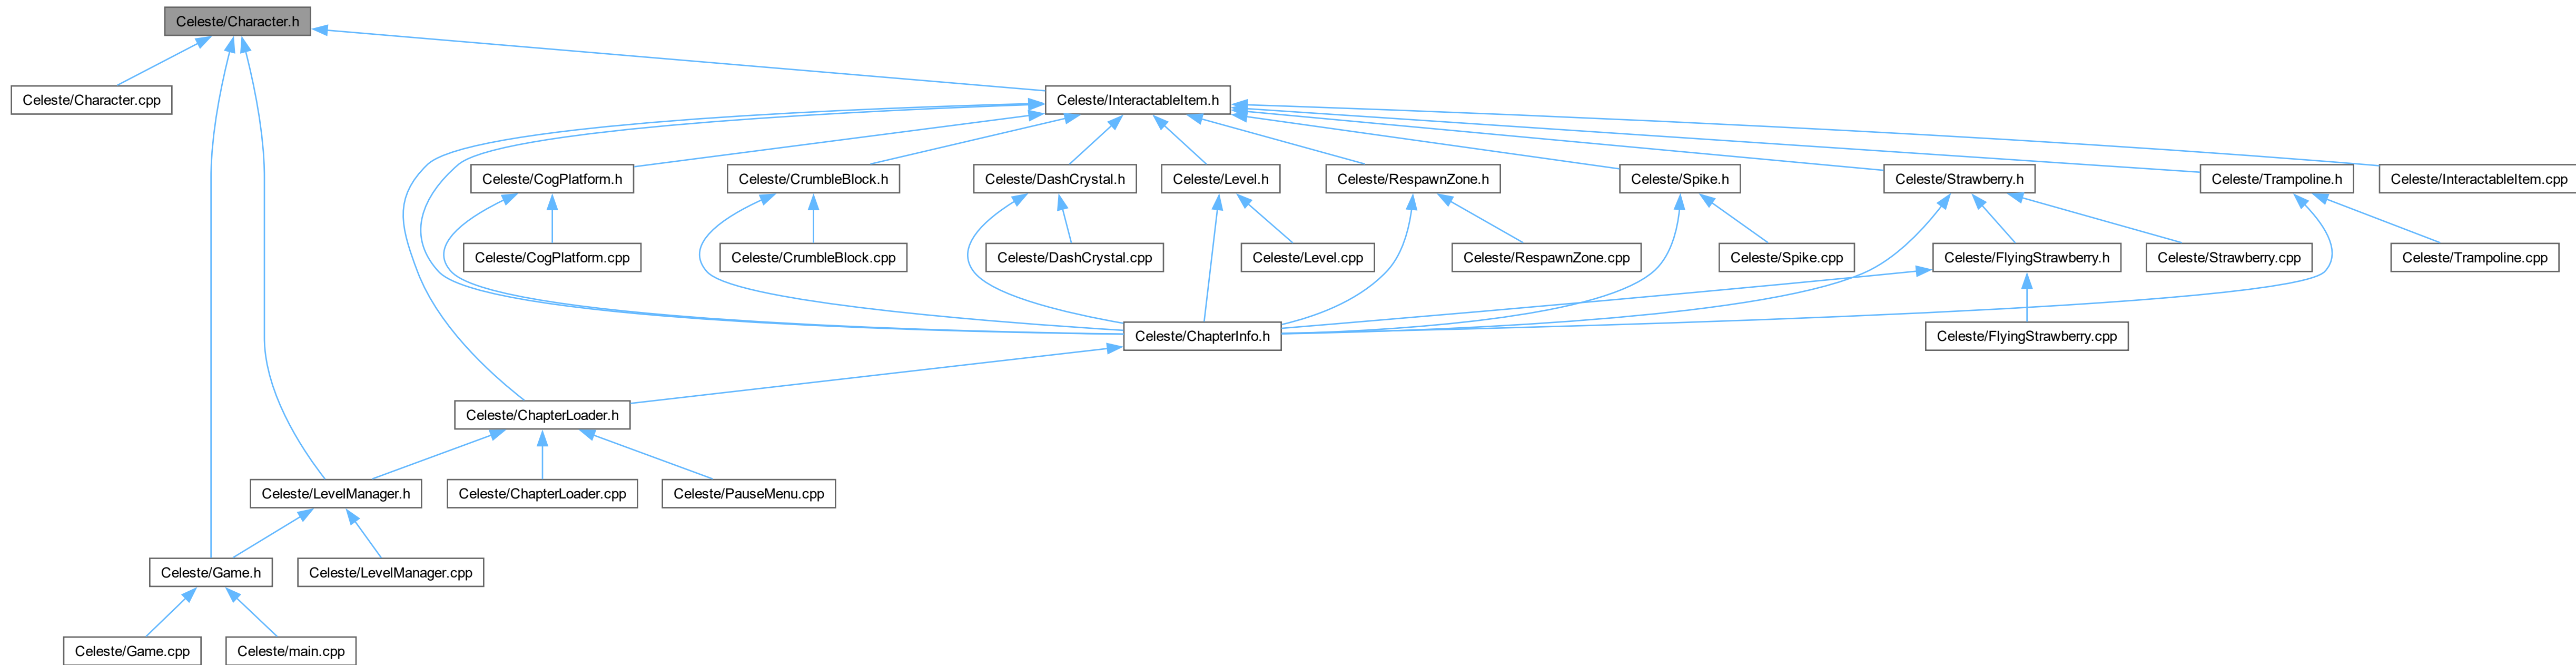 Celeste/Character.h
Celeste/Character.cpp
Celeste/InteractableItem.h
Celeste/CogPlatform.h
Celeste/CrumbleBlock.h
Celeste/DashCrystal.h
Celeste/Level.h
Celeste/RespawnZone.h
Celeste/Spike.h
Celeste/Strawberry.h
Celeste/Trampoline.h
Celeste/InteractableItem.cpp
Celeste/CogPlatform.cpp
Celeste/CrumbleBlock.cpp
Celeste/DashCrystal.cpp
Celeste/Level.cpp
Celeste/RespawnZone.cpp
Celeste/Spike.cpp
Celeste/FlyingStrawberry.h
Celeste/Strawberry.cpp
Celeste/Trampoline.cpp
Celeste/ChapterInfo.h
Celeste/FlyingStrawberry.cpp
Celeste/ChapterLoader.h
Celeste/LevelManager.h
Celeste/ChapterLoader.cpp
Celeste/PauseMenu.cpp
Celeste/Game.h
Celeste/LevelManager.cpp
Celeste/Game.cpp
Celeste/main.cpp